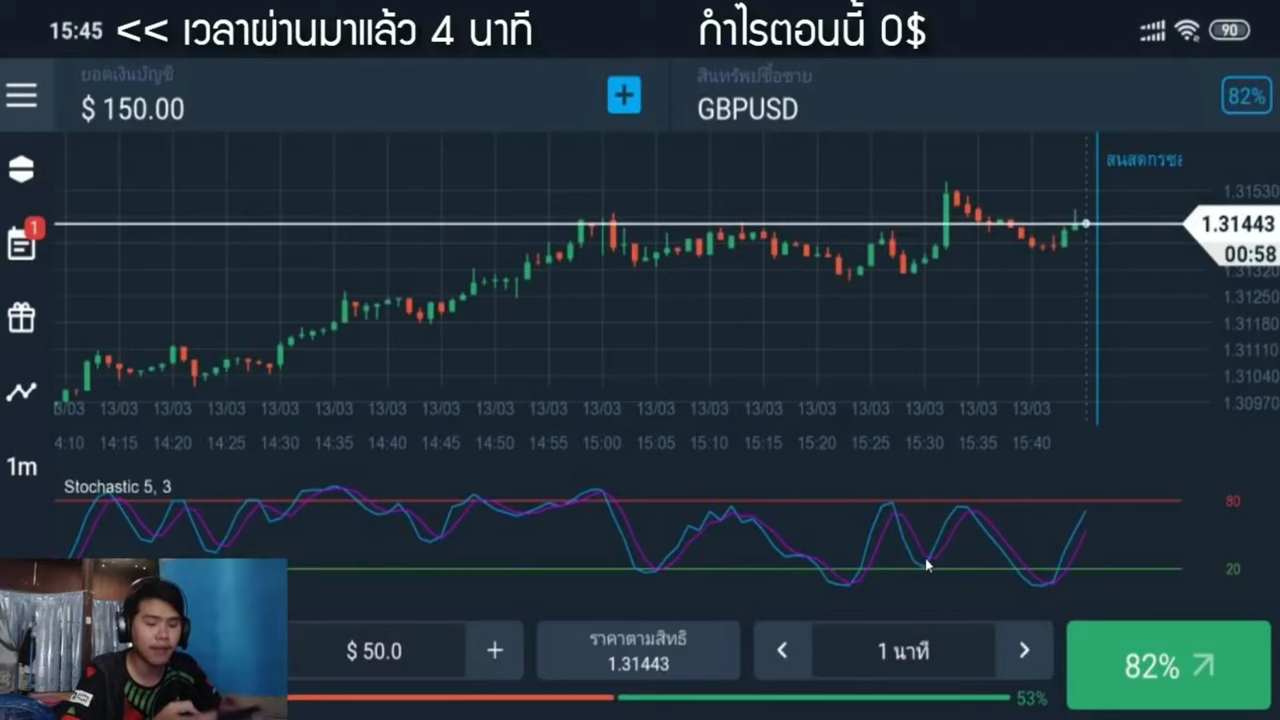 15:45 << เวลาผ่านมาแล้ว 4 นาที กำไรตอนนี้ 0$ 90
ยอดเงินบัญชี สินทรัพย์ซื้อขาย
$ 150.00 + GBPUSD 82%
1.31530
1
1.31443
00:58
1.31320
1.31250
1.31180
1.31110
1.31040
1.30970
13/03 13/03 13/03 13/03 13/03 13/03 13/03 13/03 13/03 13/03 13/03 13/03 13/03 13/03 13/03 13/03 13/03 13/03
4:10 14:15 14:20 14:25 14:30 14:35 14:40 14:45 14:50 14:55 15:00 15:05 15:10 15:15 15:20 15:25 15:30 15:35 15:40
1m
Stochastic 5, 3
80
20
$ 50.0 +
ราคาตามสิทธิ
1.31443
< 1 นาที >
82%
53%